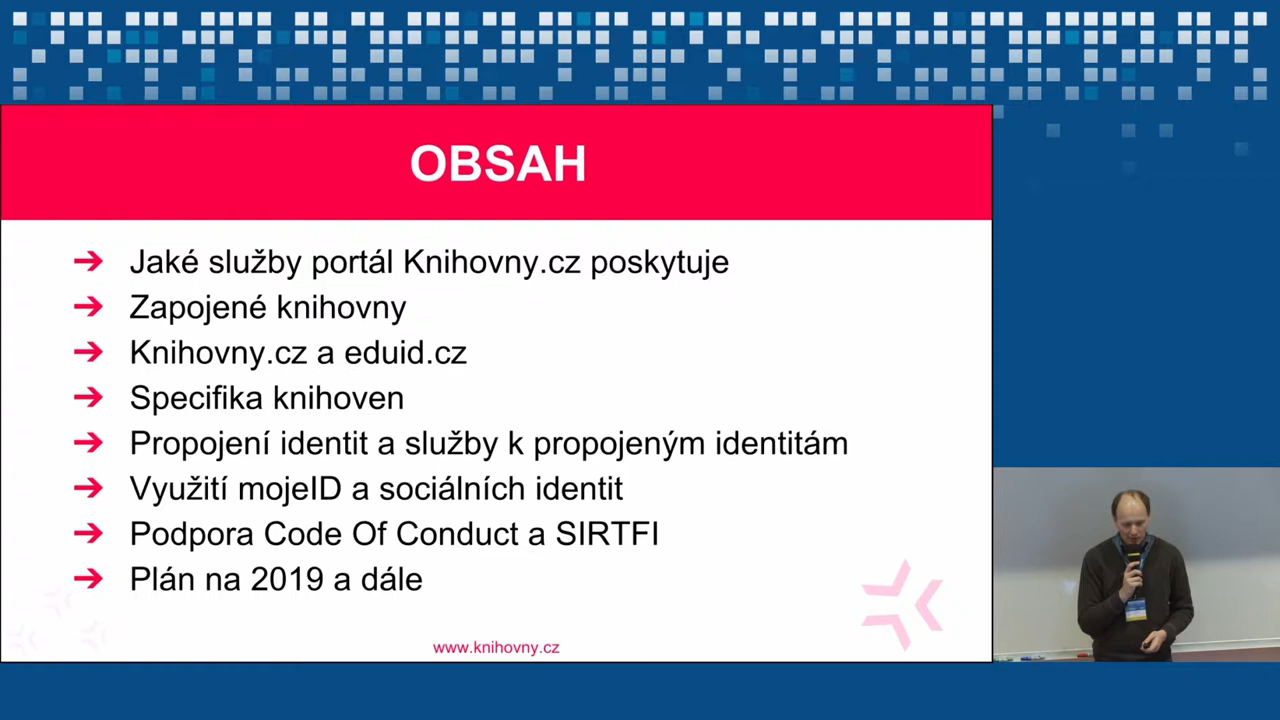 OBSAH
Jaké služby portál Knihovny.cz poskytuje
Zapojené knihovny
Knihovny.cz a eduid.cz
Specifika knihoven
Propojení identit a služby k propojeným identitám
Využití mojeID a sociálních identit
Podpora Code Of Conduct a SIRTFI
Plán na 2019 a dále
www.knihovny.cz